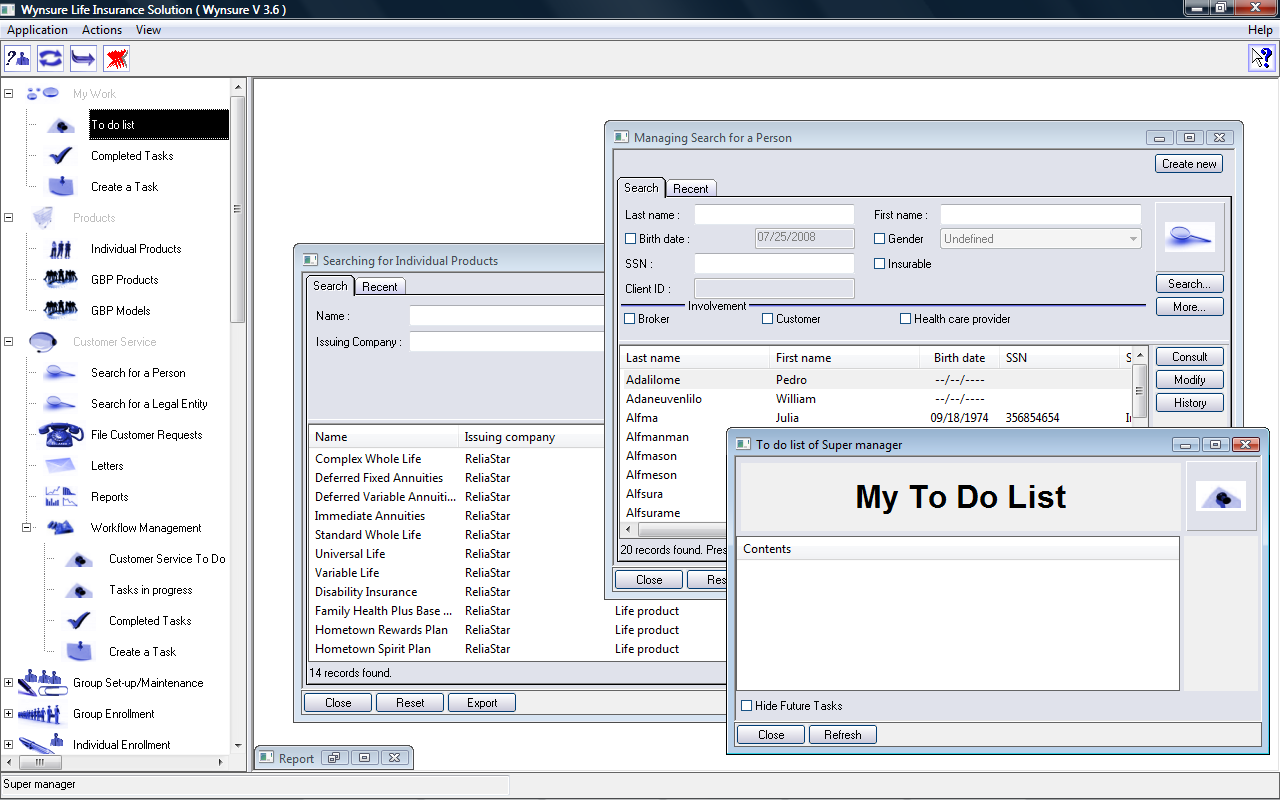 Wynsure Life Insurance Solution ( Wynsure V 3.6 )
Application Actions View Help
My Work
To do list
Completed Tasks
Create a Task
Products
Individual Products
GBP Products
GBP Models
Customer Service
Search for a Person
Search for a Legal Entity
File Customer Requests
Letters
Reports
Workflow Management
Customer Service To Do
Tasks in progress
Completed Tasks
Create a Task
Group Set-up/Maintenance
Group Enrollment
Individual Enrollment
Super manager
Searching for Individual Products
Search Recent
Name :
Issuing Company :
Name Issuing company
Complex Whole Life ReliaStar
Deferred Fixed Annuities ReliaStar
Deferred Variable Annuiti... ReliaStar
Immediate Annuities ReliaStar
Standard Whole Life ReliaStar
Universal Life ReliaStar
Variable Life ReliaStar
Disability Insurance ReliaStar
Family Health Plus Base ... ReliaStar Life product
Hometown Rewards Plan ReliaStar Life product
Hometown Spirit Plan ReliaStar Life product
14 records found.
Close Reset Export
Report
Managing Search for a Person
Create new
Search Recent
Last name : First name :
Birth date : 07/25/2008 Gender Undefined
SSN : Insurable
Client ID :
Search...
More...
Involvement
Broker Customer Health care provider
Last name First name Birth date SSN S
Adalilome Pedro --/--/----
Adaneuvenlilo William --/--/----
Alfma Julia 09/18/1974 356854654
Alfmanman
Alfmason
Alfmeson
Alfsura
Alfsurame
Consult
Modify
History
20 records found. Pres
Close Res
To do list of Super manager
My To Do List
Contents
Hide Future Tasks
Close Refresh